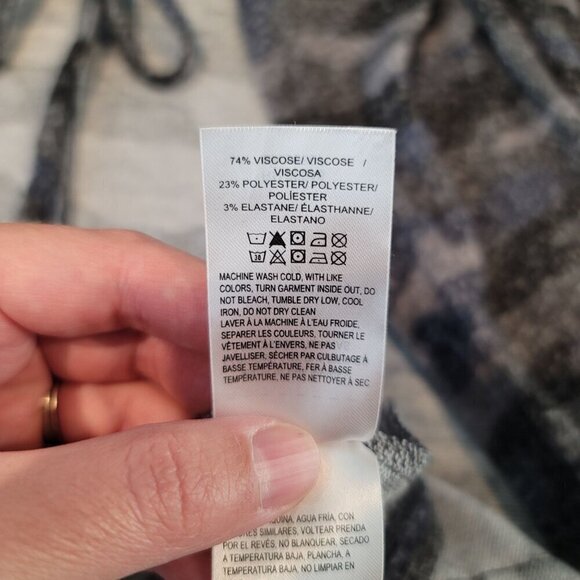 74% VISCOSE/ VISCOSE /
VISCOSA
23% POLYESTER/ POLYESTER/
POLÍESTER
3% ELASTANE/ ÉLASTHANNE/
ELASTANO
38
MACHINE WASH COLD, WITH LIKE
COLORS, TURN GARMENT INSIDE OUT, DO
NOT BLEACH, TUMBLE DRY LOW, COOL
IRON, DO NOT DRY CLEAN
LAVER À LA MACHINE À L'EAU FROIDE,
SEPARER LES COULEURS, TOURNER LE
VÊTEMENT À L'ENVERS, NE PAS
JAVELLISER, SÉCHER PAR CULBUTAGE À
BASSE TEMPÉRATURE, FER À BASSE
TEMPÉRATURE, NE PAS NETTOYER À SEC
AGUA FRIA, CON
SIMILARES, VOLTEAR PRENDA
POR EL REVÉS, NO BLANQUEAR, SECADO
A TEMPERATURA BAJA, PLANCHA, A
TEMPERATURA BAJA, NO LIMPIAR EN